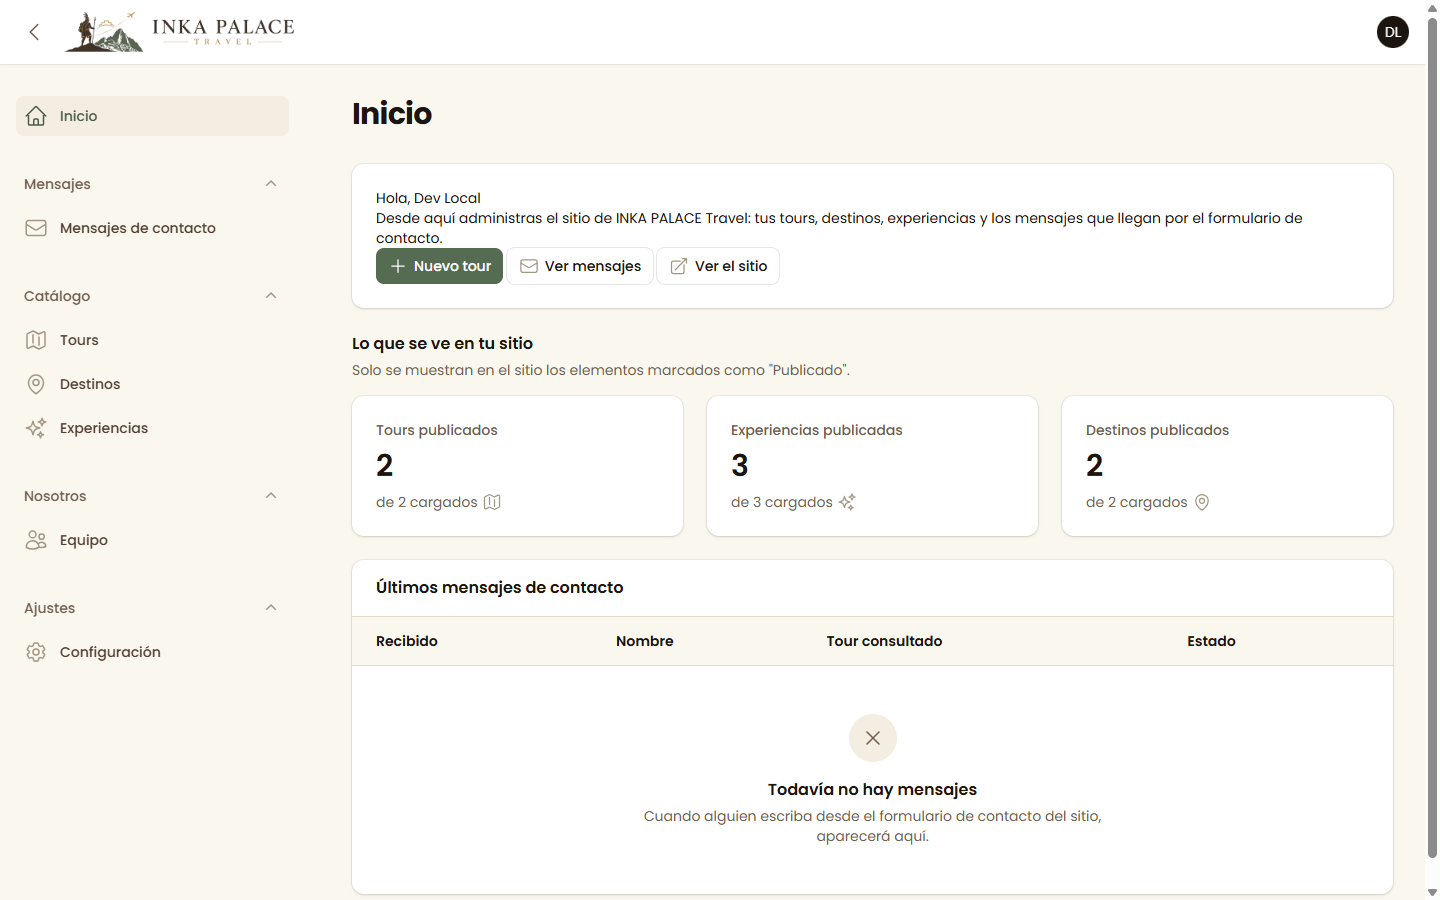 INKA PALACE
TRAVEL
DL
Inicio
Mensajes
Mensajes de contacto
Catálogo
Tours
Destinos
Experiencias
Nosotros
Equipo
Ajustes
Configuración
Inicio
Hola, Dev Local
Desde aquí administras el sitio de INKA PALACE Travel: tus tours, destinos, experiencias y los mensajes que llegan por el formulario de
contacto.
Nuevo tour
Ver mensajes
Ver el sitio
Lo que se ve en tu sitio
Solo se muestran en el sitio los elementos marcados como "Publicado".
Tours publicados
2
de 2 cargados
Experiencias publicadas
3
de 3 cargados
Destinos publicados
2
de 2 cargados
Últimos mensajes de contacto
Recibido Nombre Tour consultado Estado
Todavía no hay mensajes
Cuando alguien escriba desde el formulario de contacto del sitio,
aparecerá aquí.